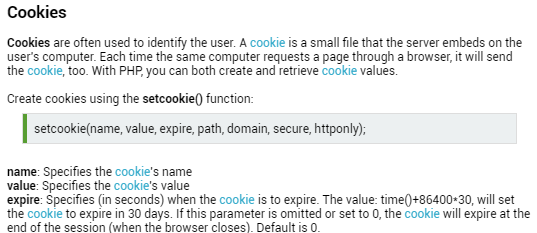 Cookies
Cookies are often used to identify the user. A cookie is a small file that the server embeds on the
user's computer. Each time the same computer requests a page through a browser, it will send
the cookie, too. With PHP, you can both create and retrieve cookie values.
Create cookies using the setcookie() function:
setcookie(name, value, expire, path, domain, secure, httponly);
name: Specifies the cookie's name
value: Specifies the cookie's value
expire: Specifies (in seconds) when the cookie is to expire. The value: time()+86400*30, will set
the cookie to expire in 30 days. If this parameter is omitted or set to 0, the cookie will expire at the
end of the session (when the browser closes). Default is 0.